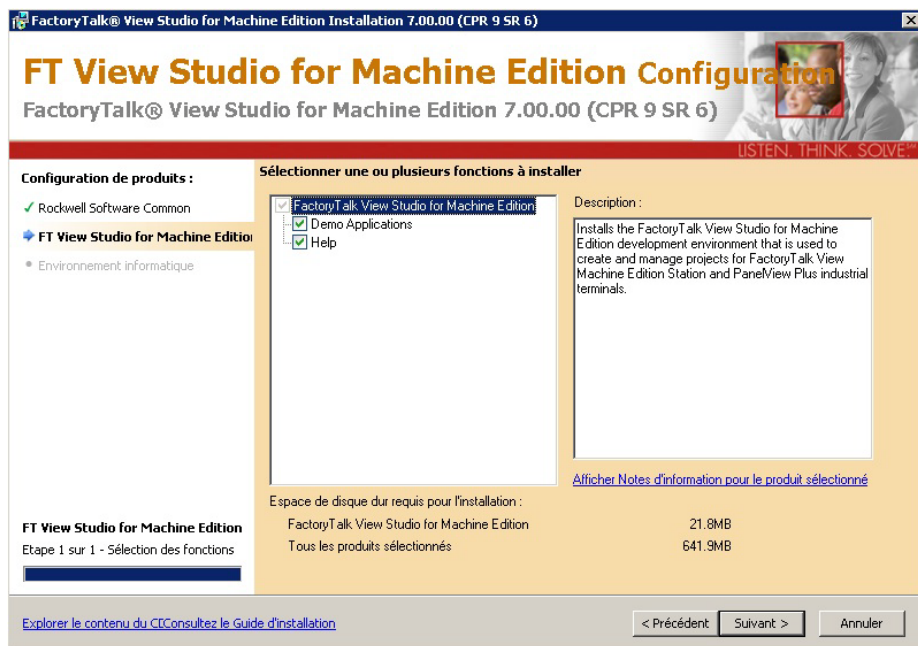 FactoryTalk® View Studio for Machine Edition Installation 7.00.00 (CPR 9 SR 6)
FT View Studio for Machine Edition Configuration
FactoryTalk® View Studio for Machine Edition 7.00.00 (CPR 9 SR 6)
LISTEN. THINK. SOLVE.℠
Configuration de produits :
Rockwell Software Common
FT View Studio for Machine Edition
Environnement informatique
Sélectionner une ou plusieurs fonctions à installer
FactoryTalk View Studio for Machine Edition
Demo Applications
Help
Description :
Installs the FactoryTalk View Studio for Machine
Edition development environment that is used to
create and manage projects for FactoryTalk View
Machine Edition Station and PanelView Plus industrial
terminals.
Afficher Notes d'information pour le produit sélectionné
Espace de disque dur requis pour l'installation :
FactoryTalk View Studio for Machine Edition 21.8MB
Tous les produits sélectionnés 641.9MB
FT View Studio for Machine Edition
Etape 1 sur 1 - Sélection des fonctions
Explorer le contenu du CIConsultez le Guide d'installation
< Précédent
Suivant >
Annuler